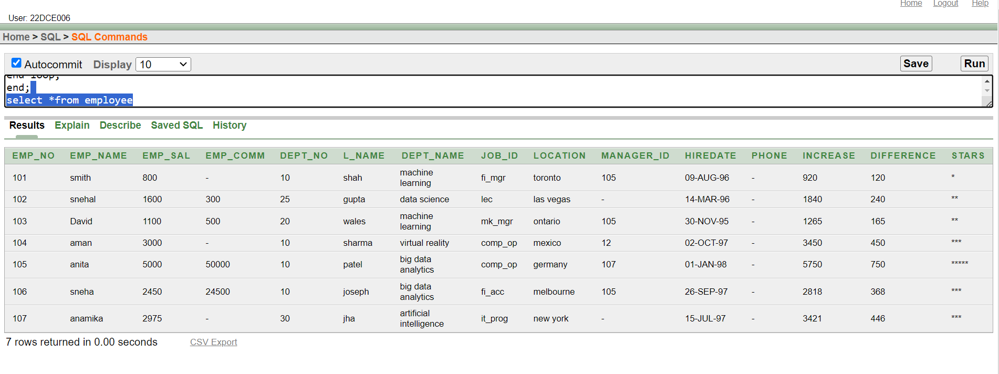 Home Logout Help
User: 22DCE006
Home > SQL > SQL Commands
Autocommit Display 10 Save Run
end loop;
end;
select *from employee
Results Explain Describe Saved SQL History
EMP_NO EMP_NAME EMP_SAL EMP_COMM DEPT_NO L_NAME DEPT_NAME JOB_ID LOCATION MANAGER_ID HIREDATE PHONE INCREASE DIFFERENCE STARS
101 smith 800 - 10 shah machine learning fi_mgr toronto 105 09-AUG-96 - 920 120 *
102 snehal 1600 300 25 gupta data science lec las vegas - 14-MAR-96 - 1840 240 **
103 David 1100 500 20 wales machine learning mk_mgr ontario 105 30-NOV-95 - 1265 165 **
104 aman 3000 - 10 sharma virtual reality comp_op mexico 12 02-OCT-97 - 3450 450 ***
105 anita 5000 50000 10 patel big data analytics comp_op germany 107 01-JAN-98 - 5750 750 *****
106 sneha 2450 24500 10 joseph big data analytics fi_acc melbourne 105 26-SEP-97 - 2818 368 ***
107 anamika 2975 - 30 jha artificial intelligence it_prog new york - 15-JUL-97 - 3421 446 ***
7 rows returned in 0.00 seconds CSV Export